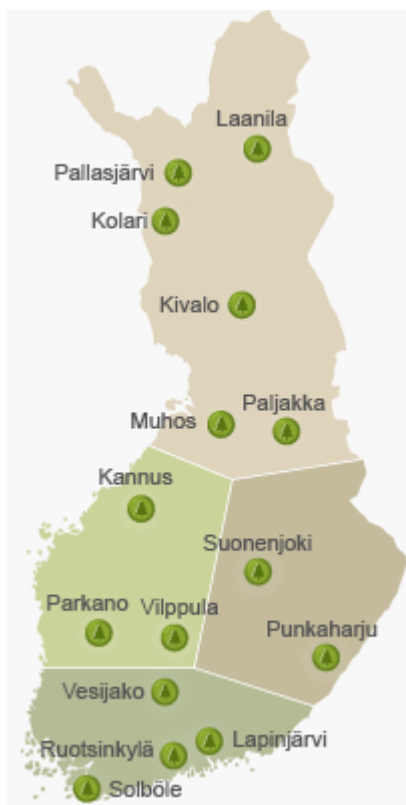 Laanila
Pallasjärvi
Kolari
Kivalo
Paljakka
Muhos
Kannus
Suonenjoki
Parkano
Vilppula
Punkaharju
Vesijako
Lapinjärvi
Ruotsinkylä
Solböle